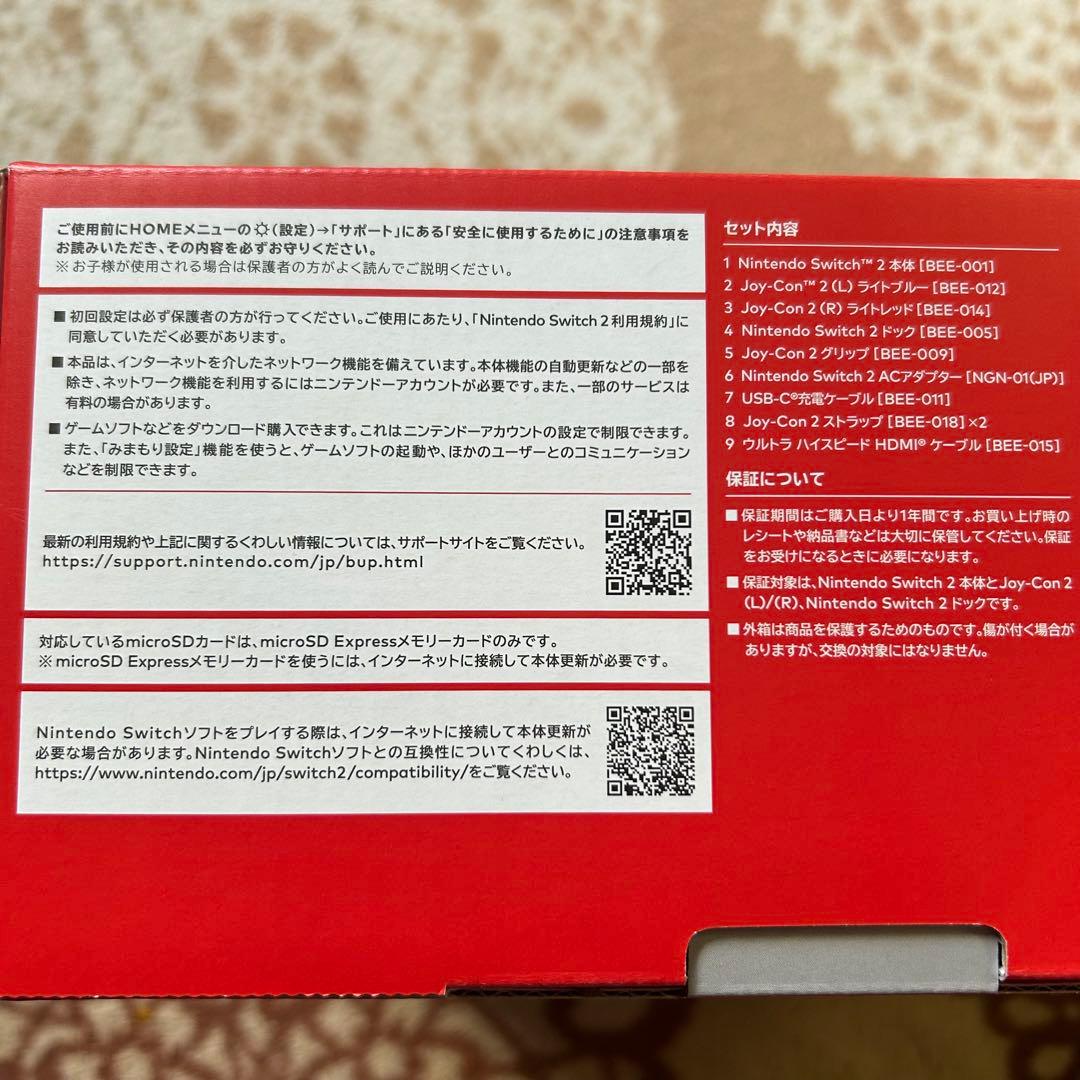 ご使用前にHOMEメニューの☼(設定)→「サポート」にある「安全に使用するために」の注意事項を
お読みいただき、その内容を必ずお守りください。
※お子様が使用される場合は保護者の方がよく読んでご説明ください。
■ 初回設定は必ず保護者の方が行ってください。ご使用にあたり、「Nintendo Switch 2 利用規約」に
同意していただく必要があります。
■ 本品は、インターネットを介したネットワーク機能を備えています。本体機能の自動更新などの一部を
除き、ネットワーク機能を利用するにはニンテンドーアカウントが必要です。また、一部のサービスは
有料の場合があります。
■ ゲームソフトなどをダウンロード購入できます。これはニンテンドーアカウントの設定で制限できます。
また、「みまもり設定」機能を使うと、ゲームソフトの起動や、ほかのユーザーとのコミュニケーション
などを制限できます。
最新の利用規約や上記に関するくわしい情報については、サポートサイトをご覧ください。
https://support.nintendo.com/jp/bup.html
対応しているmicroSDカードは、microSD Expressメモリーカードのみです。
※microSD Expressメモリーカードを使うには、インターネットに接続して本体更新が必要です。
Nintendo Switchソフトをプレイする際は、インターネットに接続して本体更新が
必要な場合があります。Nintendo Switchソフトとの互換性についてくわしくは、
https://www.nintendo.com/jp/switch2/compatibility/をご覧ください。
セット内容
1 Nintendo Switch™ 2 本体 [BEE-001]
2 Joy-Con™ 2 (L) ライトブルー [BEE-012]
3 Joy-Con 2 (R) ライトレッド [BEE-014]
4 Nintendo Switch 2 ドック [BEE-005]
5 Joy-Con 2 グリップ [BEE-009]
6 Nintendo Switch 2 ACアダプター [NGN-01(JP)]
7 USB-C®充電ケーブル [BEE-011]
8 Joy-Con 2 ストラップ [BEE-018]×2
9 ウルトラ ハイスピード HDMI® ケーブル [BEE-015]
保証について
■ 保証期間はご購入日より1年間です。お買い上げ時の
レシートや納品書などは大切に保管してください。保証
をお受けになるときに必要になります。
■ 保証対象は、Nintendo Switch 2 本体とJoy-Con 2
(L)/(R)、Nintendo Switch 2 ドックです。
■ 外箱は商品を保護するためのものです。傷が付く場合が
ありますが、交換の対象にはなりません。